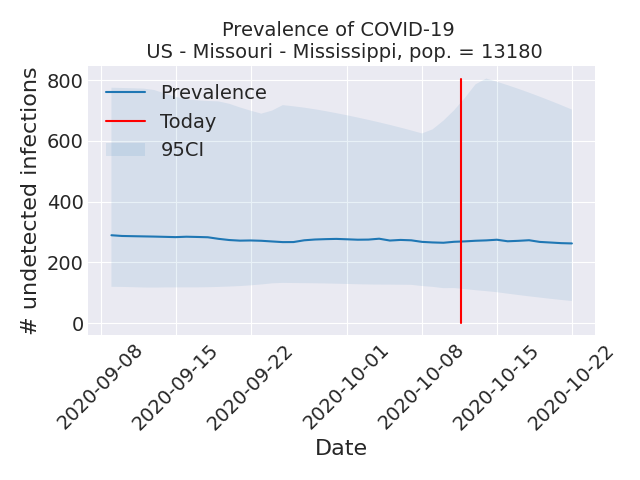 Prevalence of COVID-19
US - Missouri - Mississippi, pop. = 13180
# undetected infections
800
600
400
200
0
Prevalence
Today
95CI
2020-09-08
2020-09-15
2020-09-22
2020-10-01
2020-10-08
2020-10-15
2020-10-22
Date